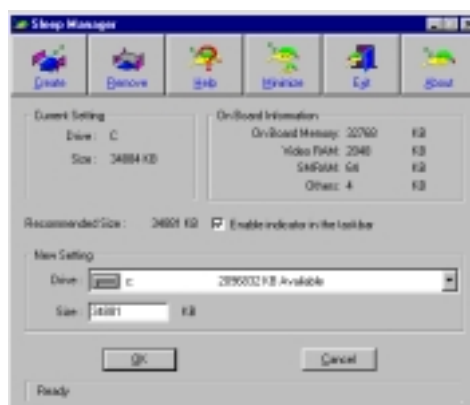 Sleep Manager
Create Remove Help Minimize Exit About
Current Setting
Drive : C
Size : 34884 KB
On-Board Information
On-Board Memory: 32768 KB
Video RAM: 2048 KB
SMRAM: 64 KB
Others: 4 KB
Recommended Size : 34881 KB Enable indicator in the taskbar
New Setting
Drive : c: 2096832 KB Available
Size : 34881 KB
OK Cancel
Ready